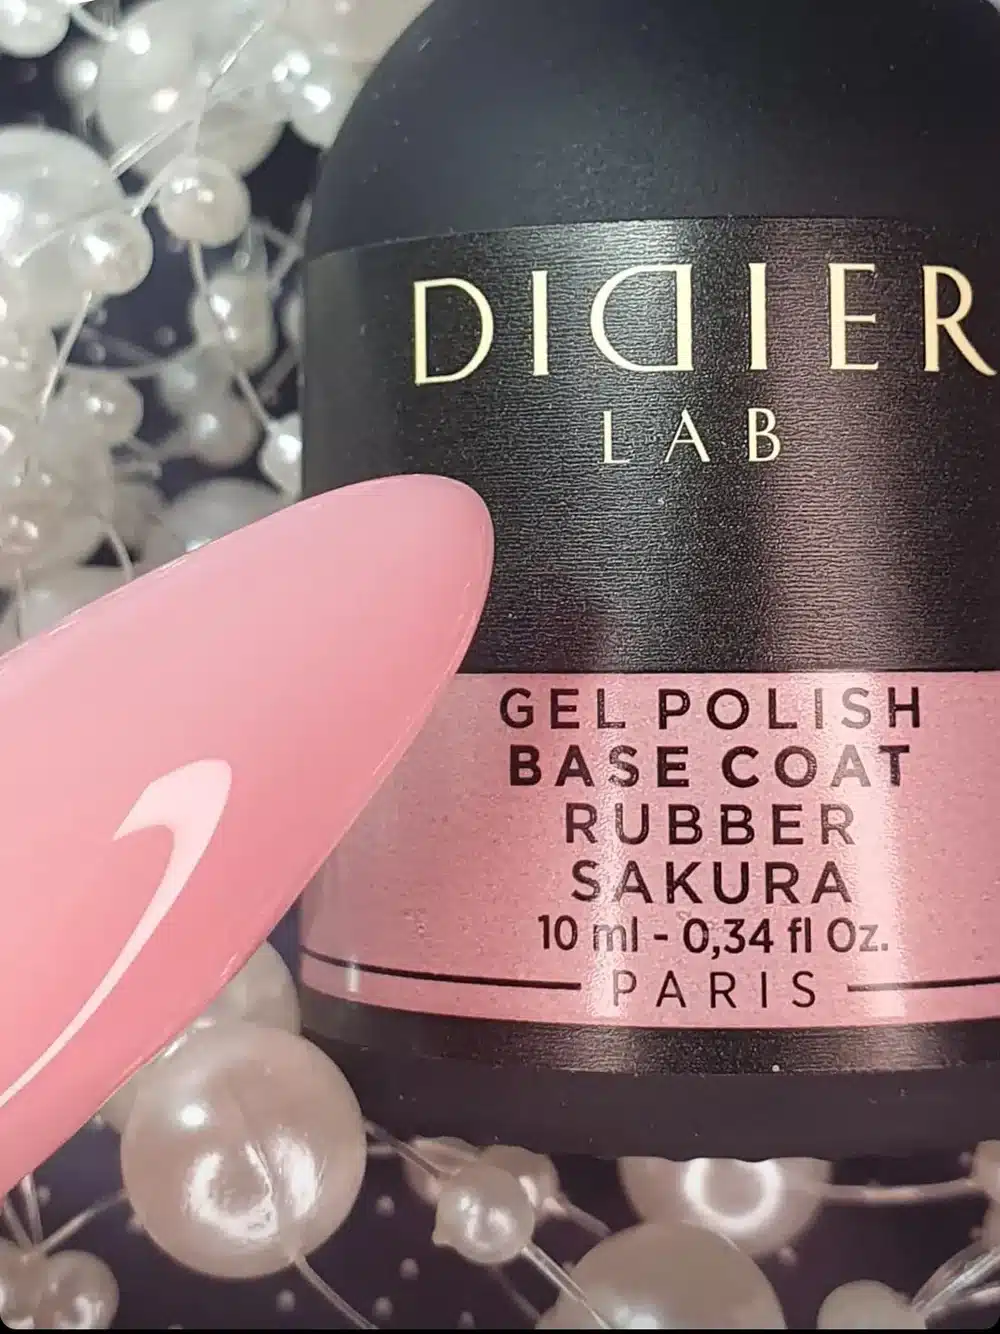 DIDIER
LAB
GEL POLISH
BASE COAT
RUBBER
SAKURA
10 ml - 0,34 fl Oz.
PARIS